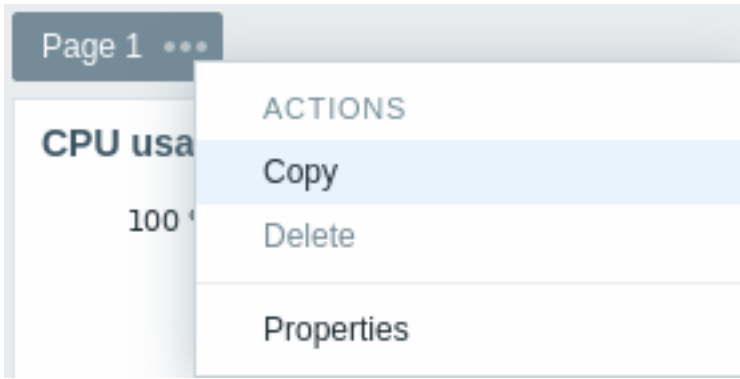 Page 1
ACTIONS
CPU usa
Copy
100
Delete
Properties